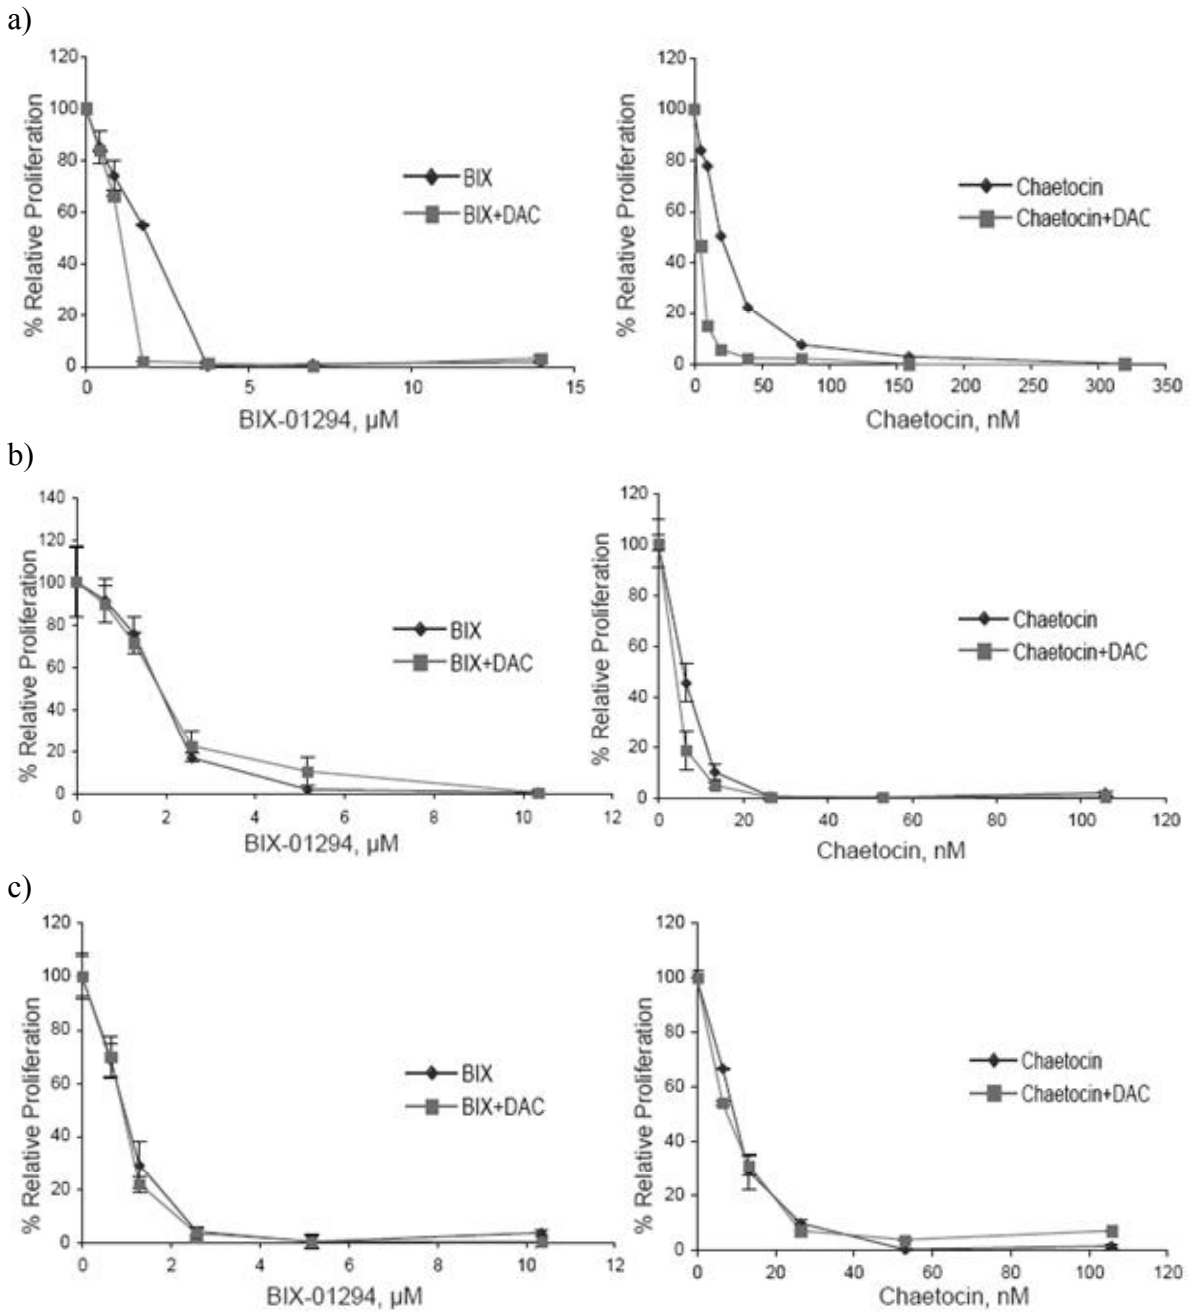 a)
120
100
80
60
40
20
0
% Relative Proliferation
BIX
BIX+DAC
0 5 10 15
BIX-01294, µM
120
100
80
60
40
20
0
% Relative Proliferation
Chaetocin
Chaetocin+DAC
0 50 100 150 200 250 300 350
Chaetocin, nM
b)
140
120
100
80
60
40
20
0
% Relative Proliferation
BIX
BIX+DAC
0 2 4 6 8 10 12
BIX-01294, µM
120
100
80
60
40
20
0
% Relative Proliferation
Chaetocin
Chaetocin+DAC
0 20 40 60 80 100 120
Chaetocin, nM
c)
120
100
80
60
40
20
0
% Relative Proliferation
BIX
BIX+DAC
0 2 4 6 8 10 12
BIX-01294, µM
120
100
80
60
40
20
0
% Relative Proliferation
Chaetocin
Chaetocin+DAC
0 20 40 60 80 100 120
Chaetocin, nM